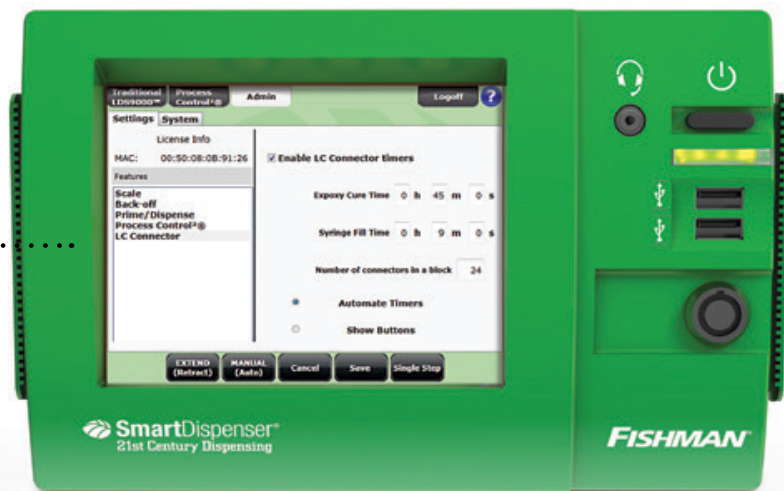 Traditional LDS9000™
Process Control²®
Admin
Logoff
?
Settings
System
License Info
MAC: 00:50:08:0B:91:26
Features
Scale
Back-off
Prime/Dispense
Process Control²®
LC Connector
Enable LC Connector timers
Expoxy Cure Time 0 h 45 m 0 s
Syringe Fill Time 0 h 9 m 0 s
Number of connectors in a block 24
Automate Timers
Show Buttons
EXTEND (Retract)
MANUAL (Auto)
Cancel
Save
Single Step
SmartDispenser®
21st Century Dispensing
FISHMAN